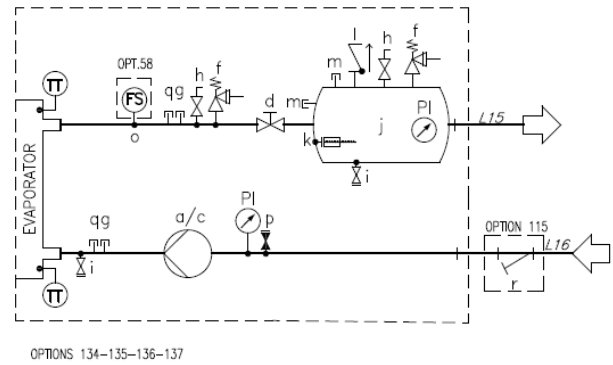 OPT.58
TT
FS
qg
h
f
d
m
m
l
h
f
j
PI
k
i
o
L15
EVAPORATOR
qg
i
a/c
PI
p
OPTION 115
L16
r
TT
OPTIONS 134-135-136-137